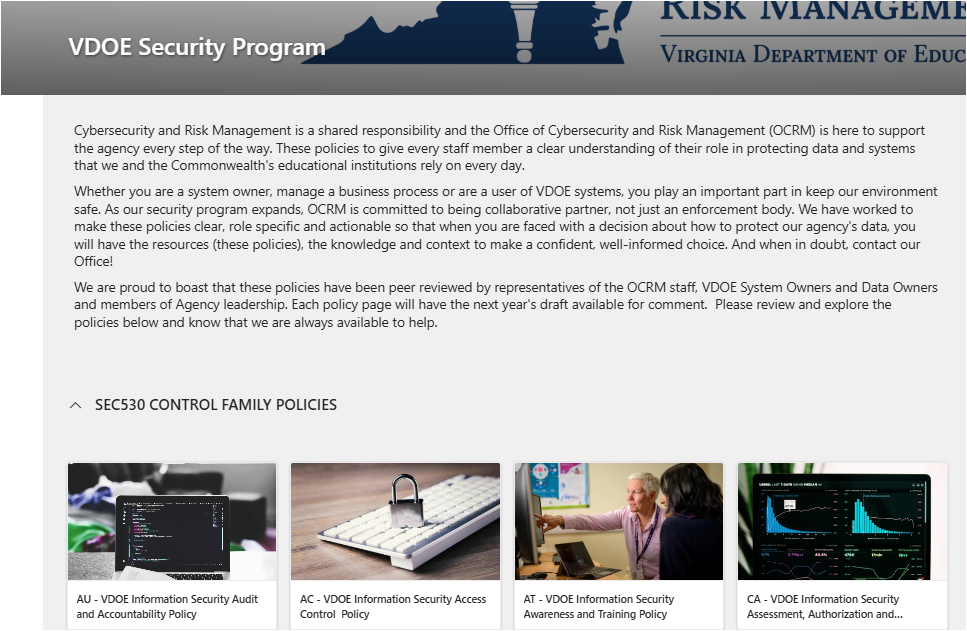 RISK MANAGEME
VDOE Security Program
VIRGINIA DEPARTMENT OF EDUC
Cybersecurity and Risk Management is a shared responsibility and the Office of Cybersecurity and Risk Management (OCRM) is here to support
the agency every step of the way. These policies to give every staff member a clear understanding of their role in protecting data and systems
that we and the Commonwealth's educational institutions rely on every day.
Whether you are a system owner, manage a business process or are a user of VDOE systems, you play an important part in keep our environment
safe. As our security program expands, OCRM is committed to being collaborative partner, not just an enforcement body. We have worked to
make these policies clear, role specific and actionable so that when you are faced with a decision about how to protect our agency's data, you
will have the resources (these policies), the knowledge and context to make a confident, well-informed choice. And when in doubt, contact our
Office!
We are proud to boast that these policies have been peer reviewed by representatives of the OCRM staff, VDOE System Owners and Data Owners
and members of Agency leadership. Each policy page will have the next year's draft available for comment.  Please review and explore the
policies below and know that we are always available to help.
SEC530 CONTROL FAMILY POLICIES
AU - VDOE Information Security Audit
and Accountability Policy
AC - VDOE Information Security Access
Control  Policy
AT - VDOE Information Security
Awareness and Training Policy
CA - VDOE Information Security
Assessment, Authorization and...